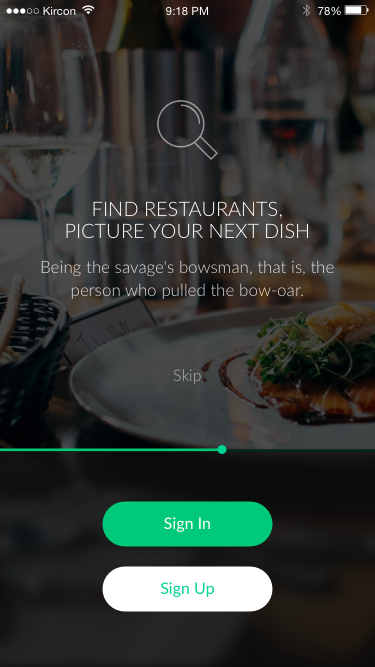 Kircon 9:18 PM 78%
FIND RESTAURANTS,
PICTURE YOUR NEXT DISH
Being the savage's bowsman, that is, the
person who pulled the bow-oar.
Skip
Sign In
Sign Up